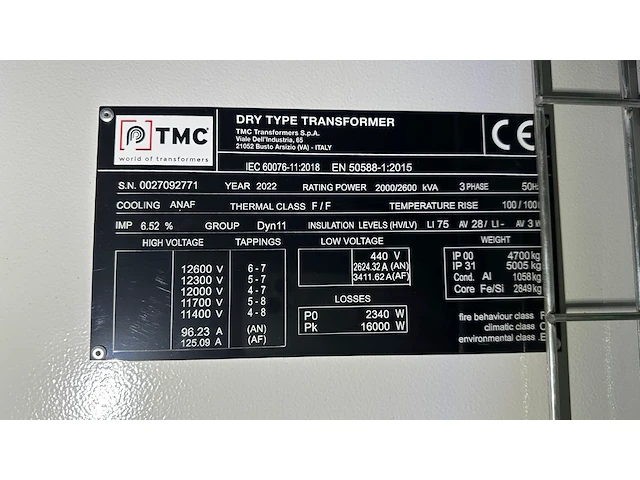 TMC
world of transformers
DRY TYPE TRANSFORMER
TMC Transformers S.p.A.
Viale Dell'Industria, 65
21052 Busto Arsizio (VA) - ITALY
CE
IEC 60076-11:2018 EN 50588-1:2015
S.N. 0027092771 YEAR 2022 RATING POWER 2000/2600 kVA 3 PHASE 50H
COOLING ANAF THERMAL CLASS F / F TEMPERATURE RISE 100 / 100
IMP 6.52 % GROUP Dyn11 INSULATION LEVELS (HV/LV) LI 75 AV 28 / LI - AV 3
HIGH VOLTAGE TAPPINGS LOW VOLTAGE WEIGHT
12600 V 6 - 7
12300 V 5 - 7
12000 V 4 - 7
11700 V 5 - 8
11400 V 4 - 8
96.23 A (AN)
125.09 A (AF)
440 V
2624.32 A (AN)
3411.62 A (AF)
LOSSES
P0 2340 W
Pk 16000 W
IP 00 4700 kg
IP 31 5005 kg
Cond. Al 1058 kg
Core Fe/Si 2849 kg
fire behaviour class F
climatic class
environmental class .E